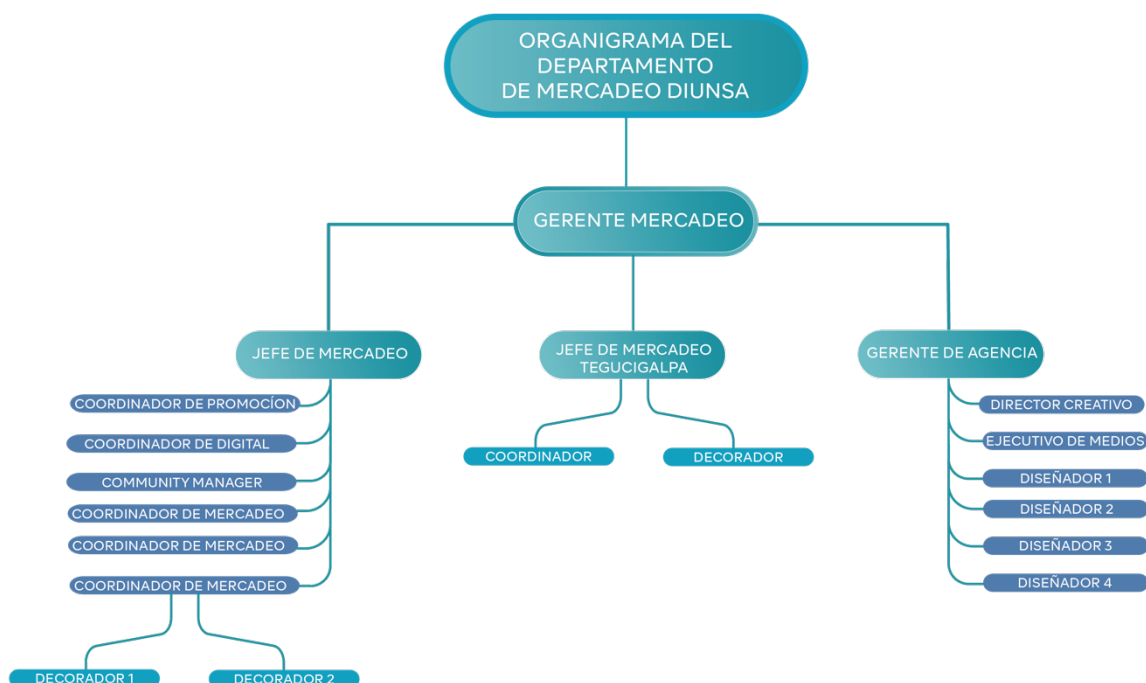 ORGANIGRAMA DEL
DEPARTAMENTO
DE MERCADEO DIUNSA
GERENTE MERCADEO
JEFE DE MERCADEO
COORDINADOR DE PROMOCÍON
COORDINADOR DE DIGITAL
COMMUNITY MANAGER
COORDINADOR DE MERCADEO
COORDINADOR DE MERCADEO
COORDINADOR DE MERCADEO
DECORADOR 1
DECORADOR 2
JEFE DE MERCADEO
TEGUCIGALPA
COORDINADOR
DECORADOR
GERENTE DE AGENCIA
DIRECTOR CREATIVO
EJECUTIVO DE MEDIOS
DISEÑADOR 1
DISEÑADOR 2
DISEÑADOR 3
DISEÑADOR 4